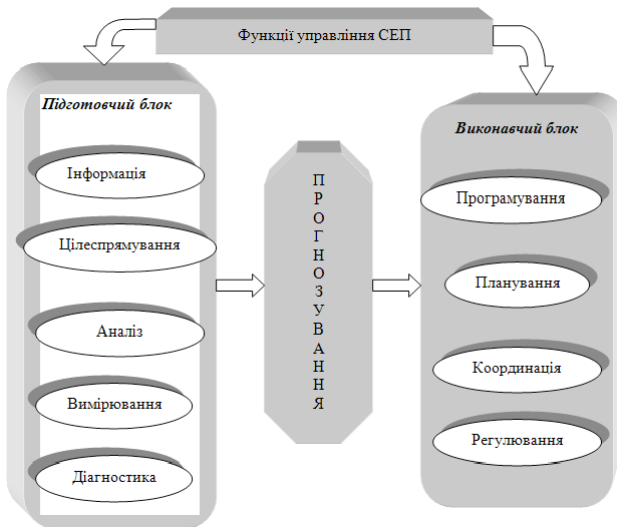 Функції управління СЕП
Підготовчий блок
Інформація
Цілеспрямування
Аналіз
Вимірювання
Діагностика
П
Р
О
Г
Н
О
З
У
В
А
Н
Н
Я
Виконавчий блок
Програмування
Планування
Координація
Регулювання